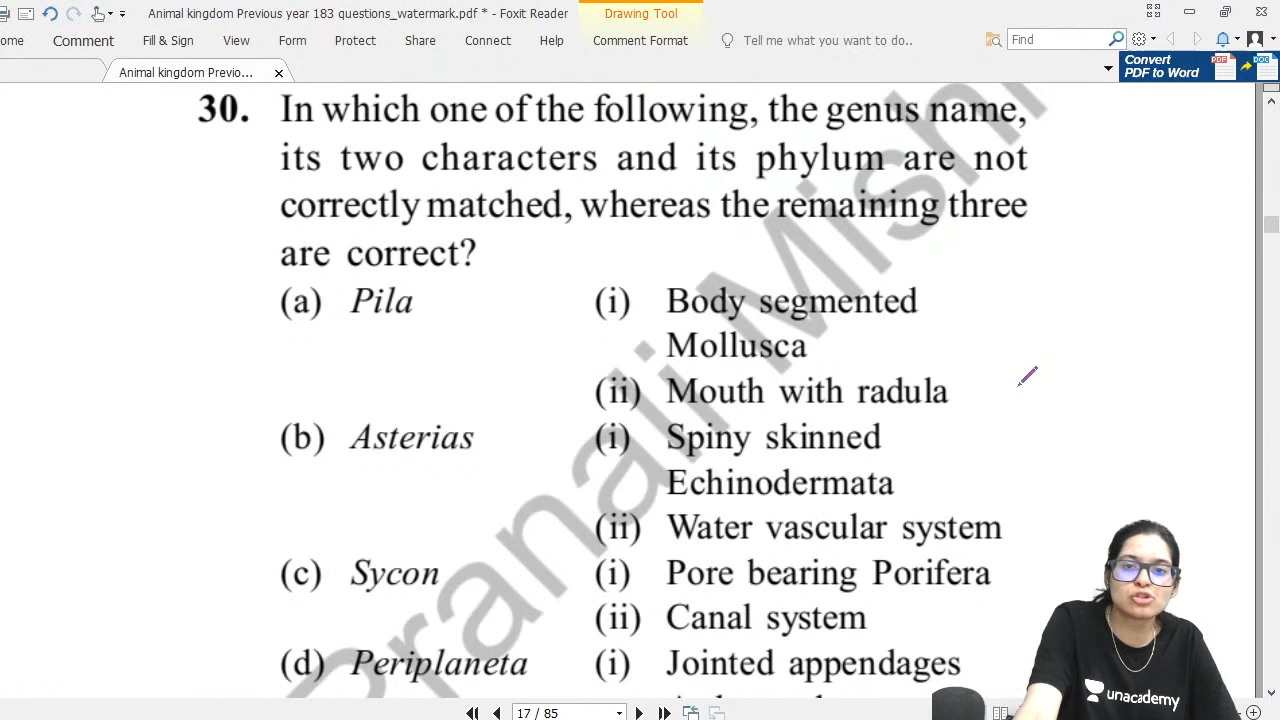 Animal kingdom Previous year 183 questions_watermark.pdf * - Foxit Reader
Drawing Tool
ome Comment Fill & Sign View Form Protect Share Connect Help Comment Format Tell me what you want to do.. Find
Animal kingdom Previo...
Convert
PDF to Word
PDF DOC
30. In which one of the following, the genus name,
its two characters and its phylum are not
correctly matched, whereas the remaining three
are correct?
(a) Pila (i) Body segmented
Mollusca
(ii) Mouth with radula
(b) Asterias (i) Spiny skinned
Echinodermata
(ii) Water vascular system
(c) Sycon (i) Pore bearing Porifera
(ii) Canal system
(d) Periplaneta (i) Jointed appendages
Pranali Mish
unacademy
17 / 85